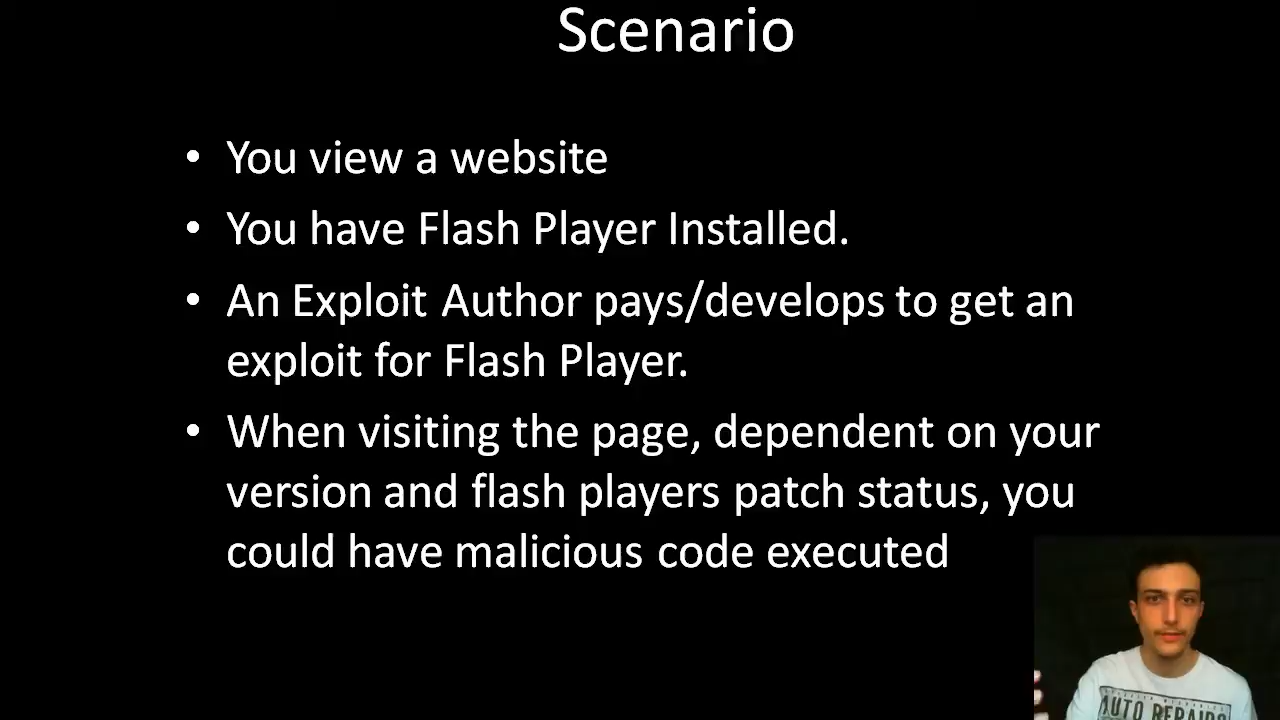 Scenario
• You view a website
• You have Flash Player Installed.
• An Exploit Author pays/develops to get an
exploit for Flash Player.
• When visiting the page, dependent on your
version and flash players patch status, you
could have malicious code executed
AUTO REPAIRS